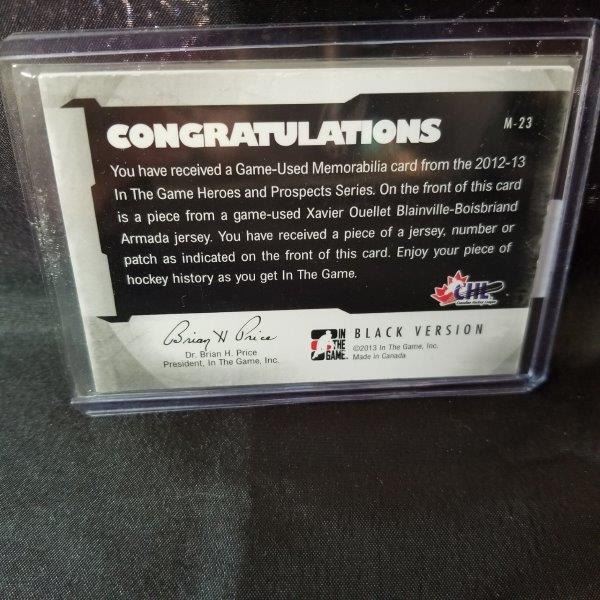 CONGRATULATIONS
M-23
You have received a Game-Used Memorabilia card from the 2012-13
In The Game Heroes and Prospects Series. On the front of this card
is a piece from a game-used Xavier Ouellet Blainville-Boisbriand
Armada jersey. You have received a piece of a jersey, number or
patch as indicated on the front of this card. Enjoy your piece of
hockey history as you get In The Game.
CHL
Canadian Hockey League
Brian H Price
Dr. Brian H. Price
President, In The Game, Inc.
IN
THE
GAME
BLACK VERSION
©2013 In The Game, Inc.
Made in Canada